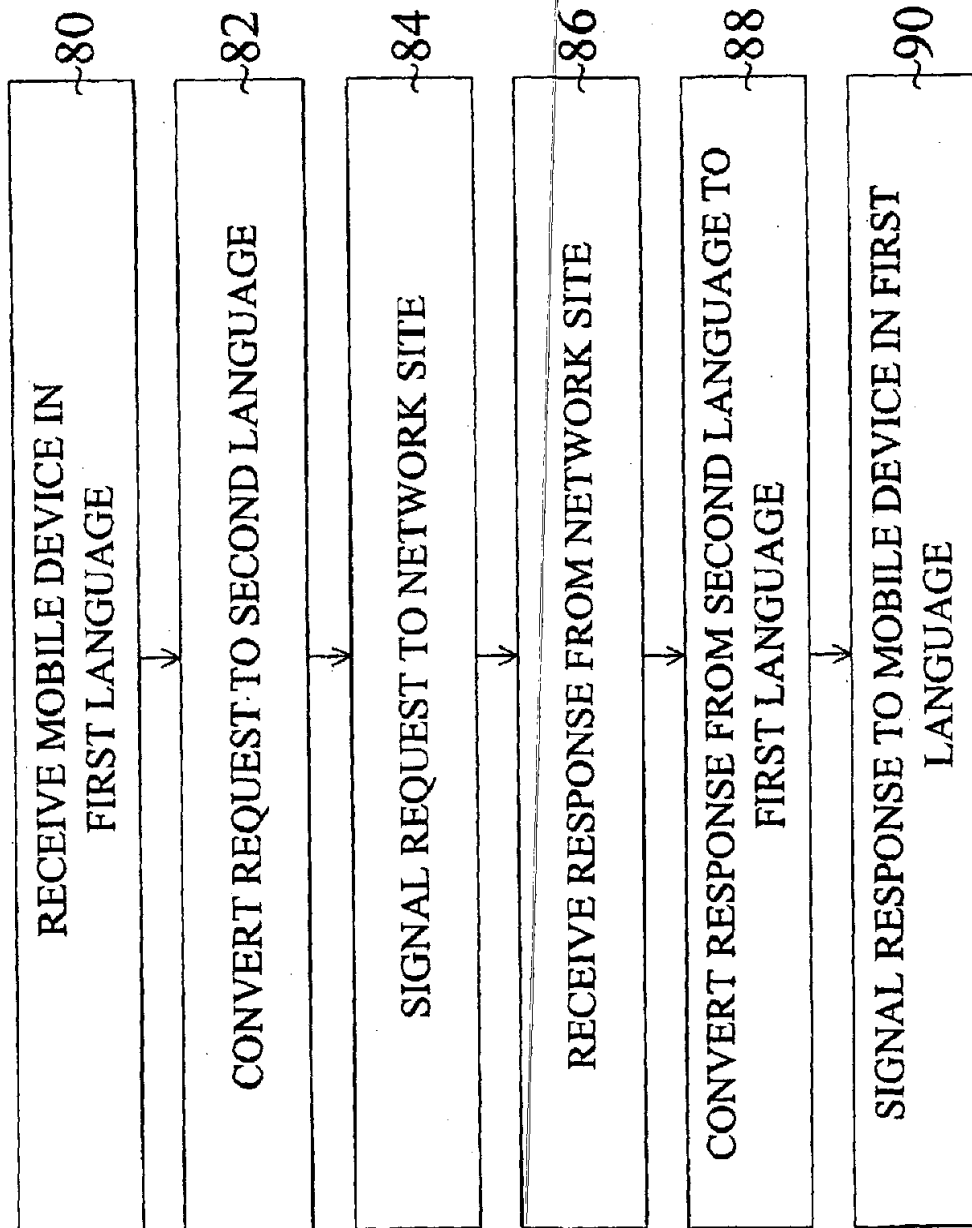 RECEIVE MOBILE DEVICE IN
FIRST LANGUAGE
~80
CONVERT REQUEST TO SECOND LANGUAGE
~82
SIGNAL REQUEST TO NETWORK SITE
~84
RECEIVE RESPONSE FROM NETWORK SITE
~86
CONVERT RESPONSE FROM SECOND LANGUAGE TO
FIRST LANGUAGE
~88
SIGNAL RESPONSE TO MOBILE DEVICE IN FIRST
LANGUAGE
~90